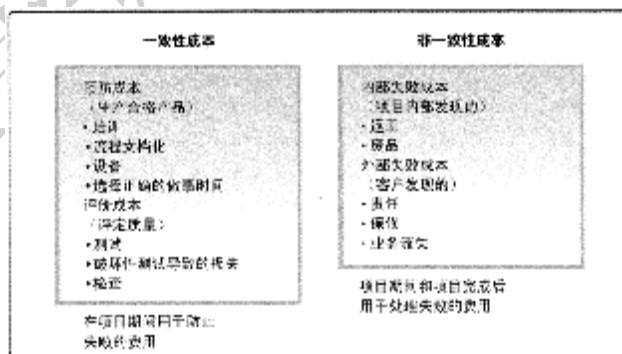 一致性成本
预防成本
（生产合格产品）
•培训
•流程文档化
•设备
•选择正确的做事时间
评价成本
（评定质量）
•测试
•破坏性测试导致的损失
•检查
在项目期间用于防止
失败的费用
非一致性成本
内部失败成本
（项目内部发现的）
•返工
•废品
外部失败成本
（客户发现的）
•责任
•保修
•业务流失
项目期间和项目完成后
用于处理失败的费用